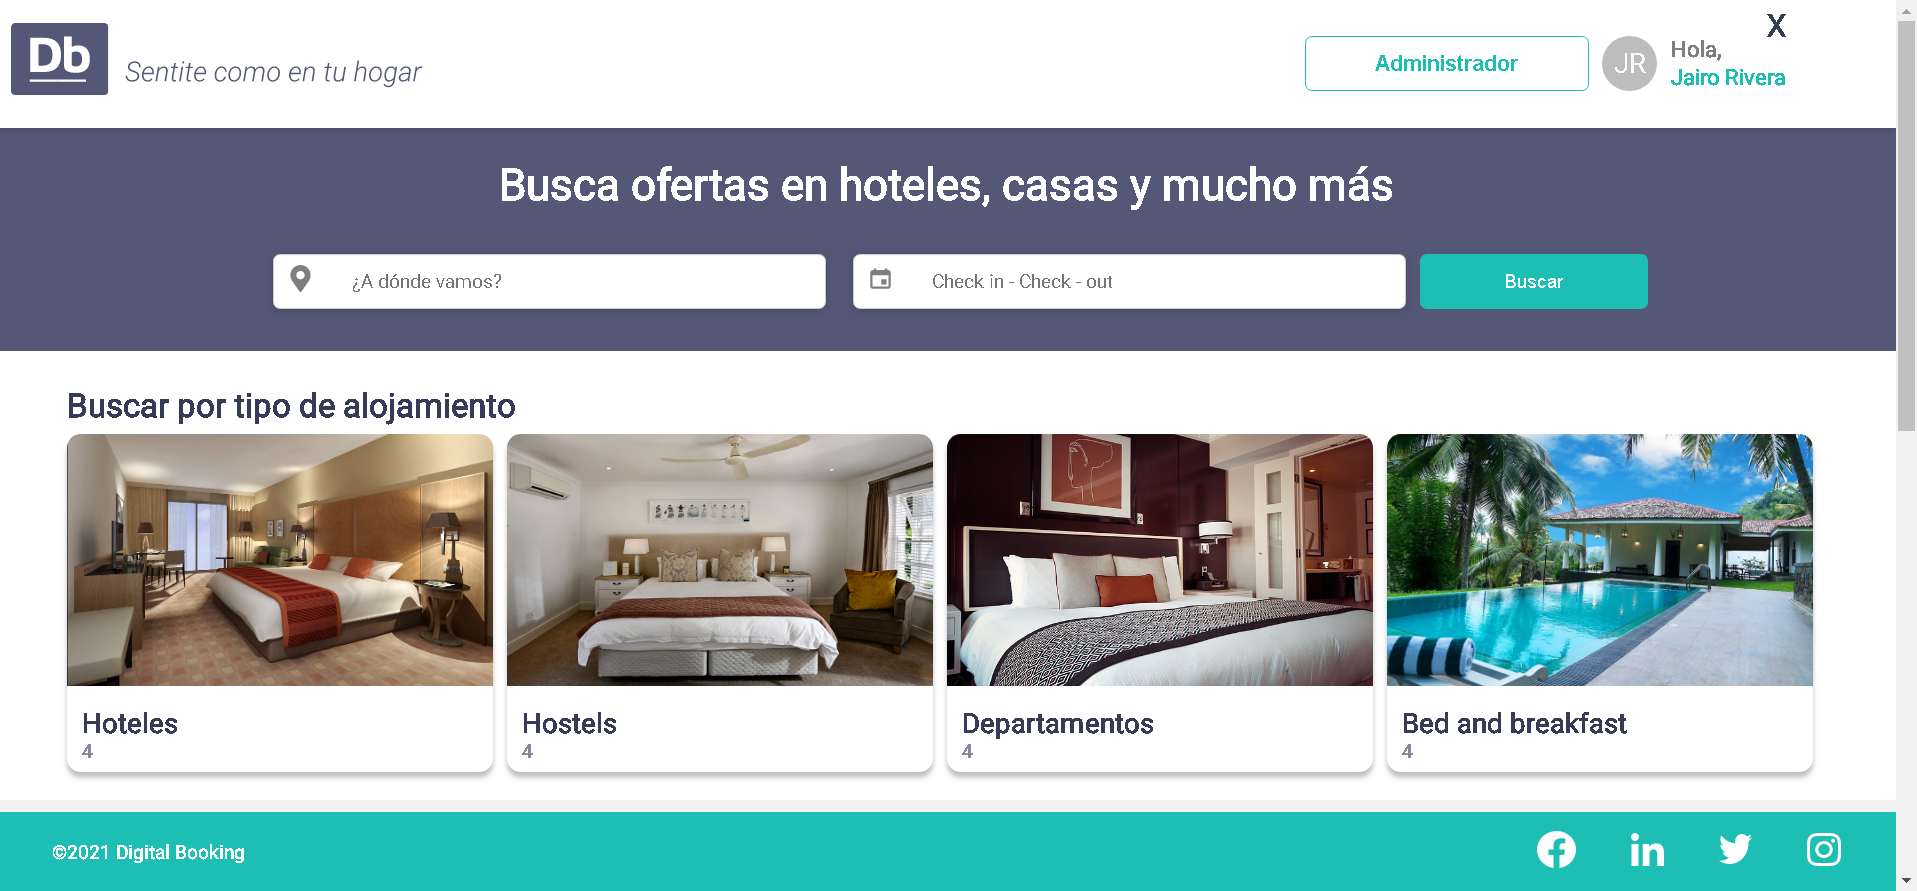 Db
Sentite como en tu hogar
Administrador
JR
Hola,
Jairo Rivera
X
Busca ofertas en hoteles, casas y mucho más
¿A dónde vamos?
Check in - Check - out
Buscar
Buscar por tipo de alojamiento
Hoteles
4
Hostels
4
Departamentos
4
Bed and breakfast
4
©2021 Digital Booking